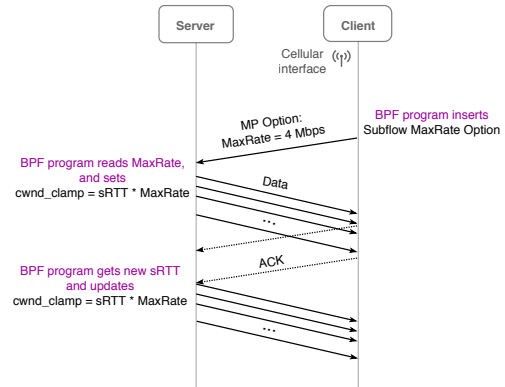 Server
Client
Cellular
interface
BPF program inserts
Subflow MaxRate Option
MP Option:
MaxRate = 4 Mbps
BPF program reads MaxRate,
and sets
cwnd_clamp = sRTT * MaxRate
Data
...
ACK
BPF program gets new sRTT
and updates
cwnd_clamp = sRTT * MaxRate
...